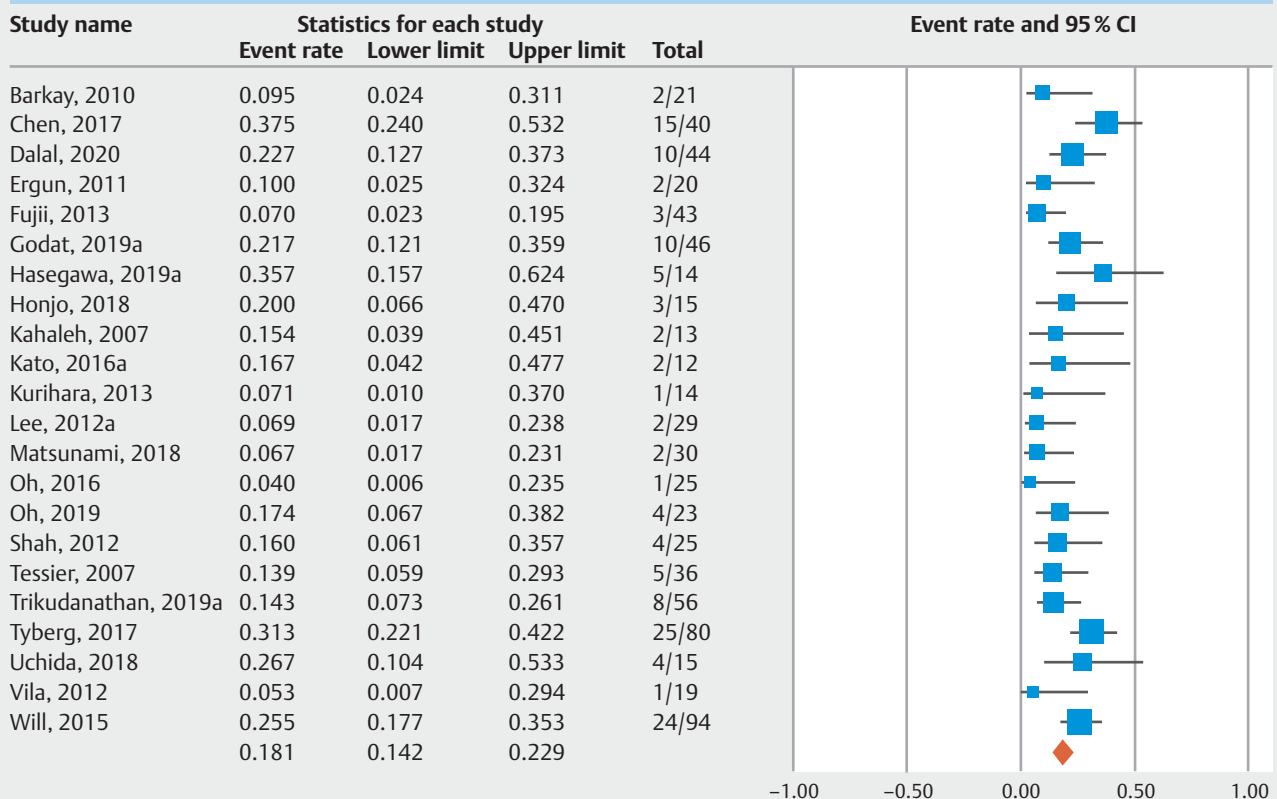 Study name Statistics for each study Event rate and 95 % CI
Event rate Lower limit Upper limit Total
Barkay, 2010 0.095 0.024 0.311 2/21
Chen, 2017 0.375 0.240 0.532 15/40
Dalal, 2020 0.227 0.127 0.373 10/44
Ergun, 2011 0.100 0.025 0.324 2/20
Fujii, 2013 0.070 0.023 0.195 3/43
Godat, 2019a 0.217 0.121 0.359 10/46
Hasegawa, 2019a 0.357 0.157 0.624 5/14
Honjo, 2018 0.200 0.066 0.470 3/15
Kahaleh, 2007 0.154 0.039 0.451 2/13
Kato, 2016a 0.167 0.042 0.477 2/12
Kurihara, 2013 0.071 0.010 0.370 1/14
Lee, 2012a 0.069 0.017 0.238 2/29
Matsunami, 2018 0.067 0.017 0.231 2/30
Oh, 2016 0.040 0.006 0.235 1/25
Oh, 2019 0.174 0.067 0.382 4/23
Shah, 2012 0.160 0.061 0.357 4/25
Tessier, 2007 0.139 0.059 0.293 5/36
Trikudanathan, 2019a 0.143 0.073 0.261 8/56
Tyberg, 2017 0.313 0.221 0.422 25/80
Uchida, 2018 0.267 0.104 0.533 4/15
Vila, 2012 0.053 0.007 0.294 1/19
Will, 2015 0.255 0.177 0.353 24/94
0.181 0.142 0.229
−1.00 −0.50 0.00 0.50 1.00